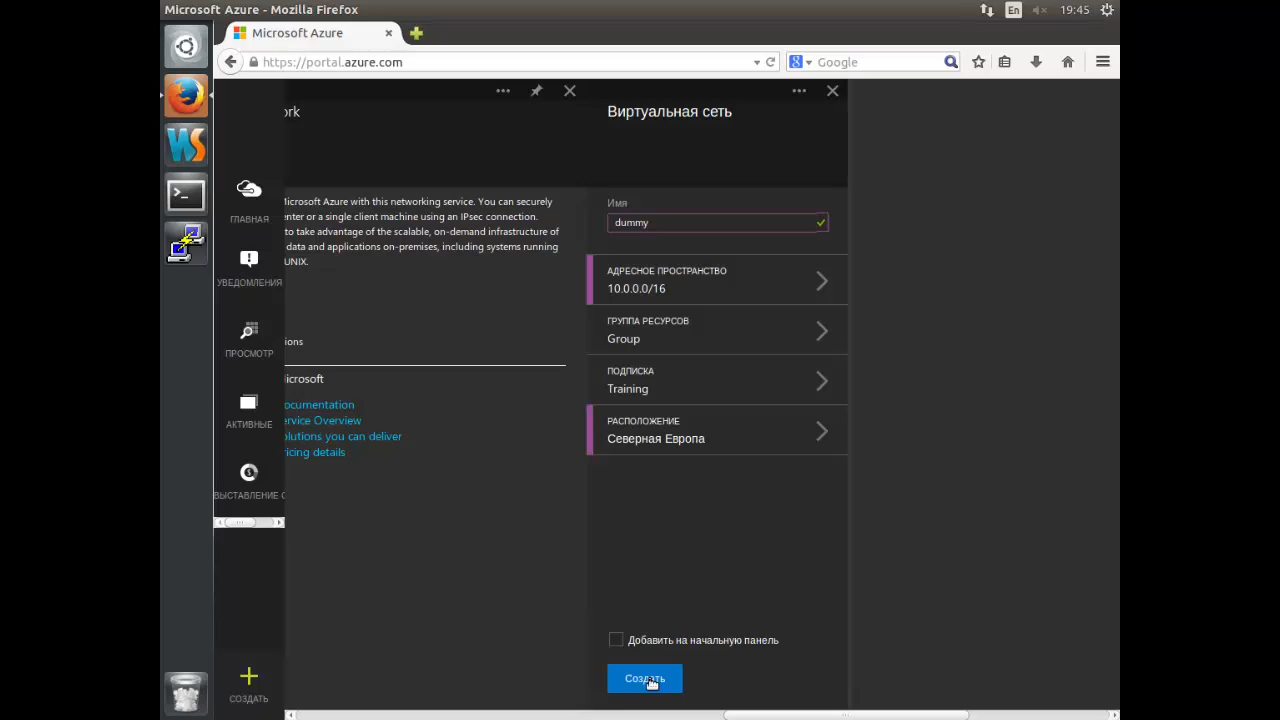 Microsoft Azure - Mozilla Firefox
En
19:45
Microsoft Azure
https://portal.azure.com
Google
ork
Виртуальная сеть
Microsoft Azure with this networking service. You can securely
enter or a single client machine using an IPsec connection.
to take advantage of the scalable, on-demand infrastructure of
data and applications on-premises, including systems running
UNIX.
ions
licrosoft
ocumentation
ervice Overview
olutions you can deliver
ricing details
ГЛАВНАЯ
УВЕДОМЛЕНИЯ
ПРОСМОТР
АКТИВНЫЕ
ВЫСТАВЛЕНИЕ С
СОЗДАТЬ
Имя
dummy
АДРЕСНОЕ ПРОСТРАНСТВО
10.0.0.0/16
ГРУППА РЕСУРСОВ
Group
ПОДПИСКА
Training
РАСПОЛОЖЕНИЕ
Северная Европа
Добавить на начальную панель
Создать